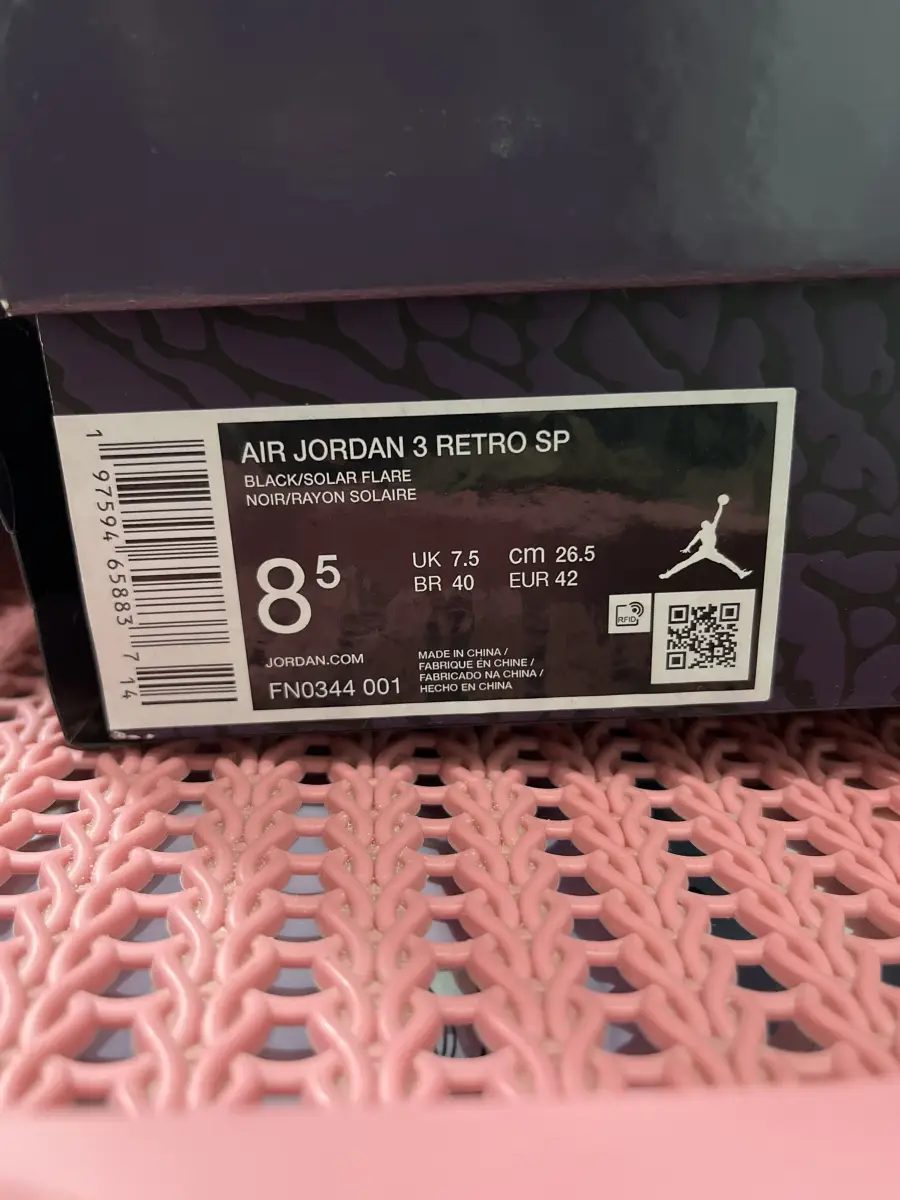 AIR JORDAN 3 RETRO SP
BLACK/SOLAR FLARE
NOIR/RAYON SOLAIRE
8⁵
UK 7.5 cm 26.5
BR 40 EUR 42
RFID
JORDAN.COM
FN0344 001
MADE IN CHINA /
FABRIQUÉ EN CHINE /
FABRICADO NA CHINA /
HECHO EN CHINA
1 97594 65883 7 14